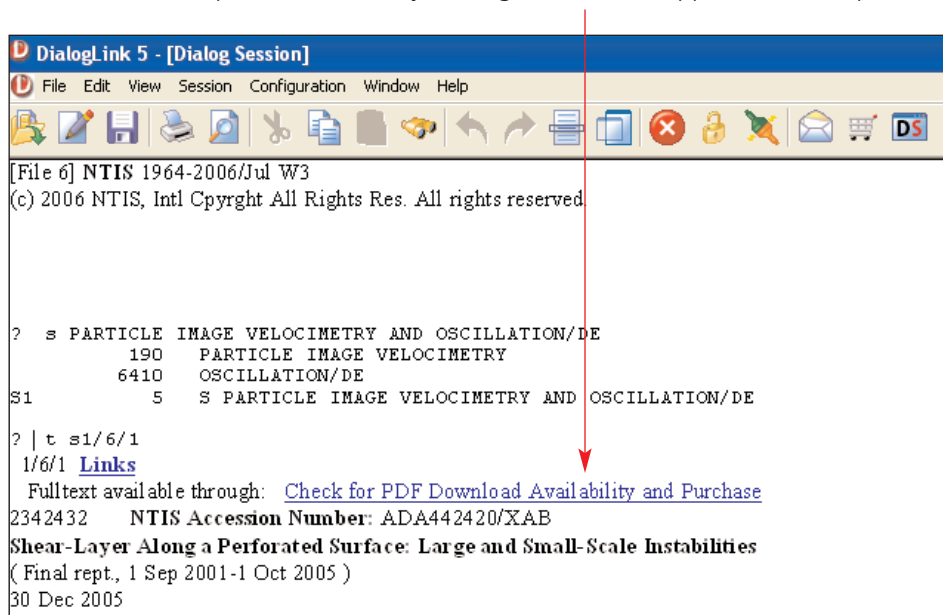 DialogLink 5 - [Dialog Session]
File Edit View Session Configuration Window Help
DS
[File 6] NTIS 1964-2006/Jul W3
(c) 2006 NTIS, Intl Cpyrght All Rights Res. All rights reserved.
? s PARTICLE IMAGE VELOCIMETRY AND OSCILLATION/DE
190 PARTICLE IMAGE VELOCIMETRY
6410 OSCILLATION/DE
S1 5 S PARTICLE IMAGE VELOCIMETRY AND OSCILLATION/DE
? | t s1/6/1
1/6/1 Links
Fulltext available through: Check for PDF Download Availability and Purchase
2342432 NTIS Accession Number: ADA442420/XAB
Shear-Layer Along a Perforated Surface: Large and Small-Scale Instabilities
( Final rept., 1 Sep 2001-1 Oct 2005 )
30 Dec 2005